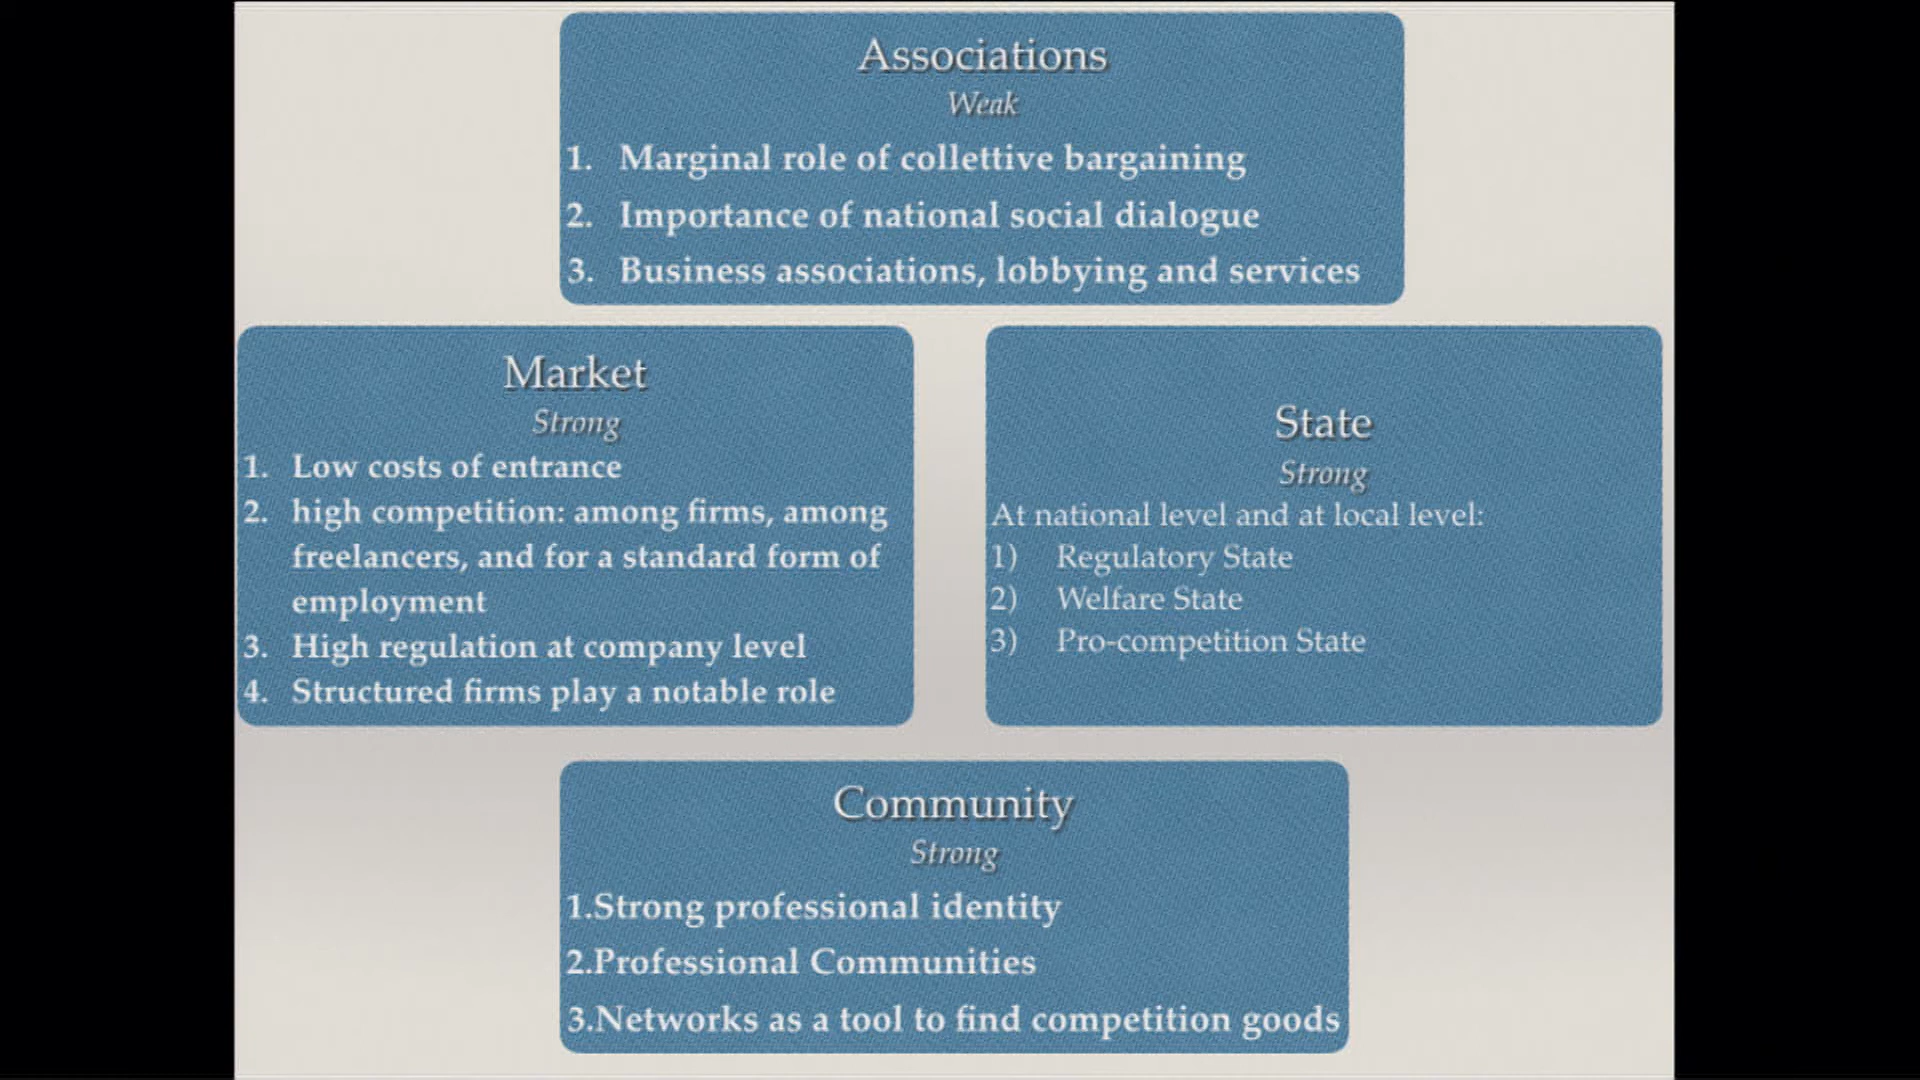 Associations
Weak
1. Marginal role of collettive bargaining
2. Importance of national social dialogue
3. Business associations, lobbying and services
Market
Strong
1. Low costs of entrance
2. high competition: among firms, among
freelancers, and for a standard form of
employment
3. High regulation at company level
4. Structured firms play a notable role
State
Strong
At national level and at local level:
1) Regulatory State
2) Welfare State
3) Pro-competition State
Community
Strong
1.Strong professional identity
2.Professional Communities
3.Networks as a tool to find competition goods